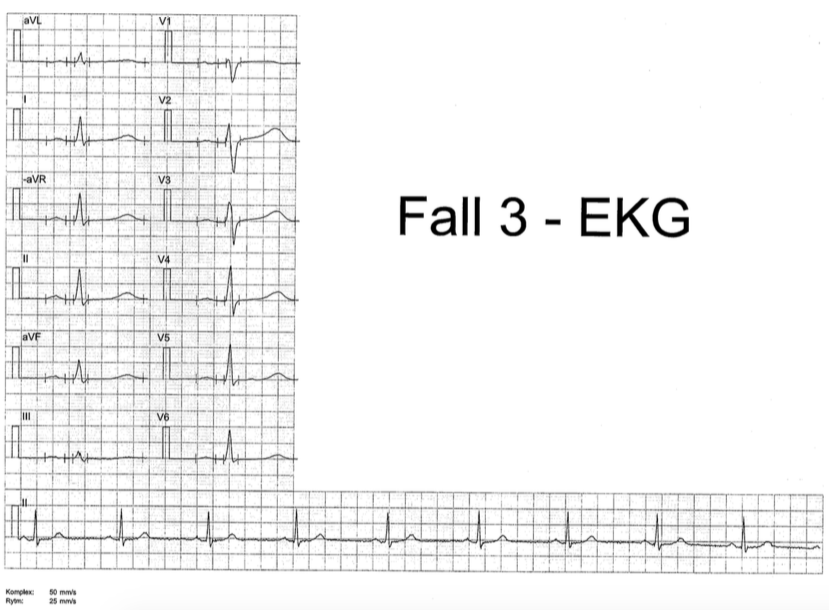 aVL V1
I V2
-aVR V3
Fall 3 - EKG
II V4
aVF V5
III V6
II
Komplex: 50 mm/s
Rytm: 25 mm/s